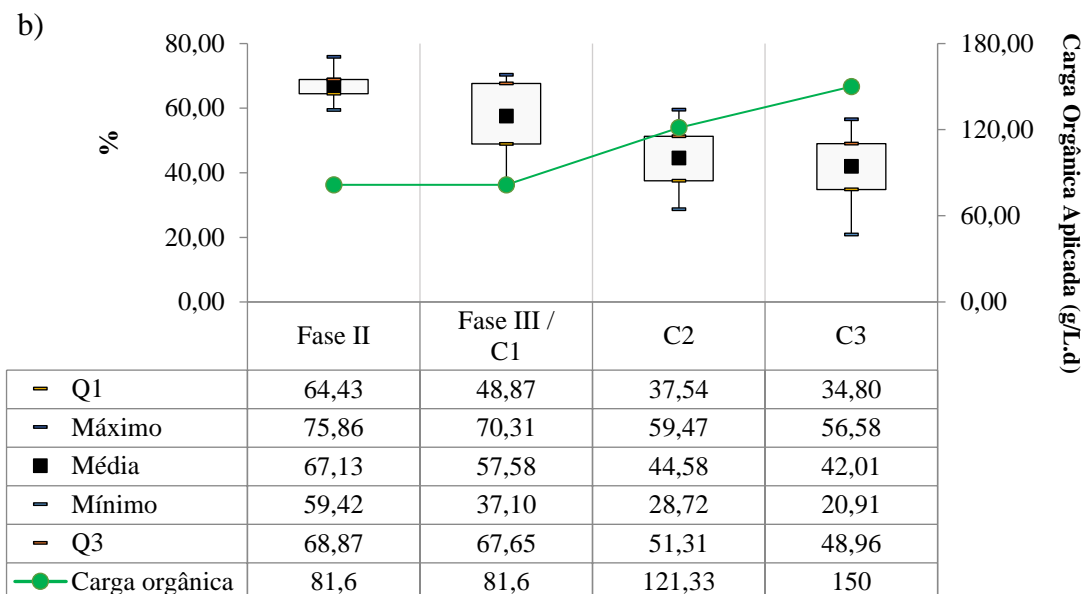 b)
80,00
60,00
40,00
20,00
0,00
%
180,00
120,00
60,00
0,00
Carga Orgânica Aplicada (g/L.d)
Fase II Fase III / C1 C2 C3
Q1 64,43 48,87 37,54 34,80
Máximo 75,86 70,31 59,47 56,58
Média 67,13 57,58 44,58 42,01
Mínimo 59,42 37,10 28,72 20,91
Q3 68,87 67,65 51,31 48,96
Carga orgânica 81,6 81,6 121,33 150